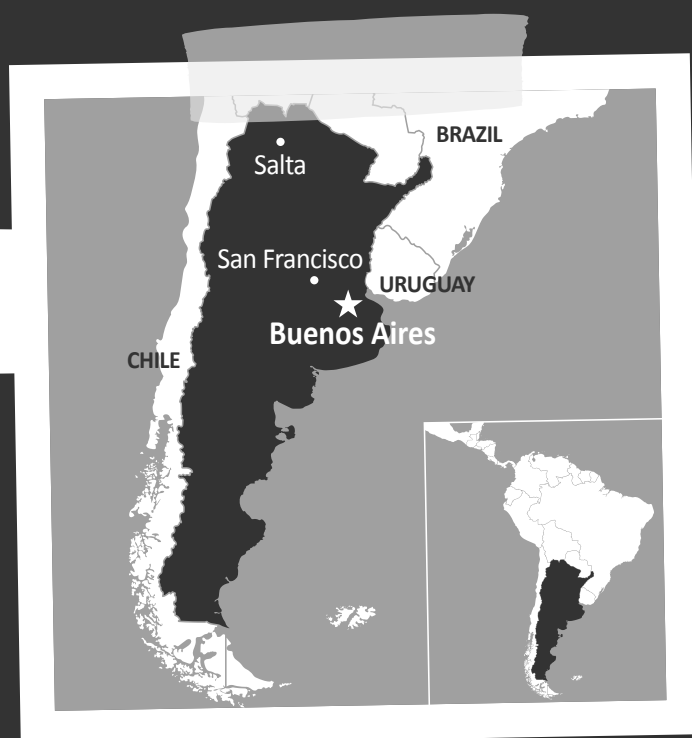 BRAZIL
Salta
San Francisco
URUGUAY
Buenos Aires
CHILE